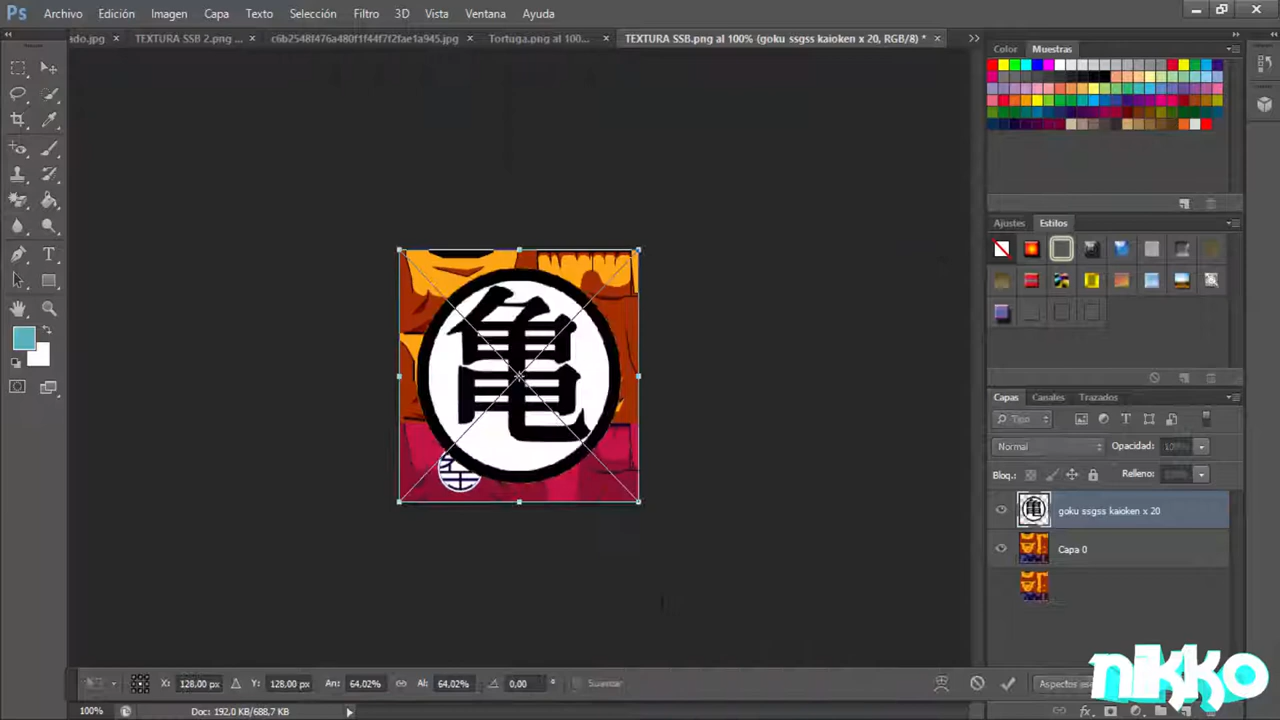 Ps Archivo Edición Imagen Capa Texto Selección Filtro 3D Vista Ventana Ayuda
ado.jpg × TEXTURA SSB 2.png ... × c6b2548f476a480f1f44f7f2fae1a945.jpg × Tortuga.png al 100... × TEXTURA SSB.png al 100% (goku ssgss kaioken x 20, RGB/8) * ×
Color Muestras
Ajustes Estilos
亀
Capas Canales Trazados
Tipo
Normal Opacidad: 100%
Bloq.: Relleno:
goku ssgss kaioken x 20
Capa 0
X: 128.00 px Y: 128.00 px An: 64,02% Al: 64,02% 0,00 ° Suavizar
nikko
100% Doc: 192,0 KB/688,7 KB